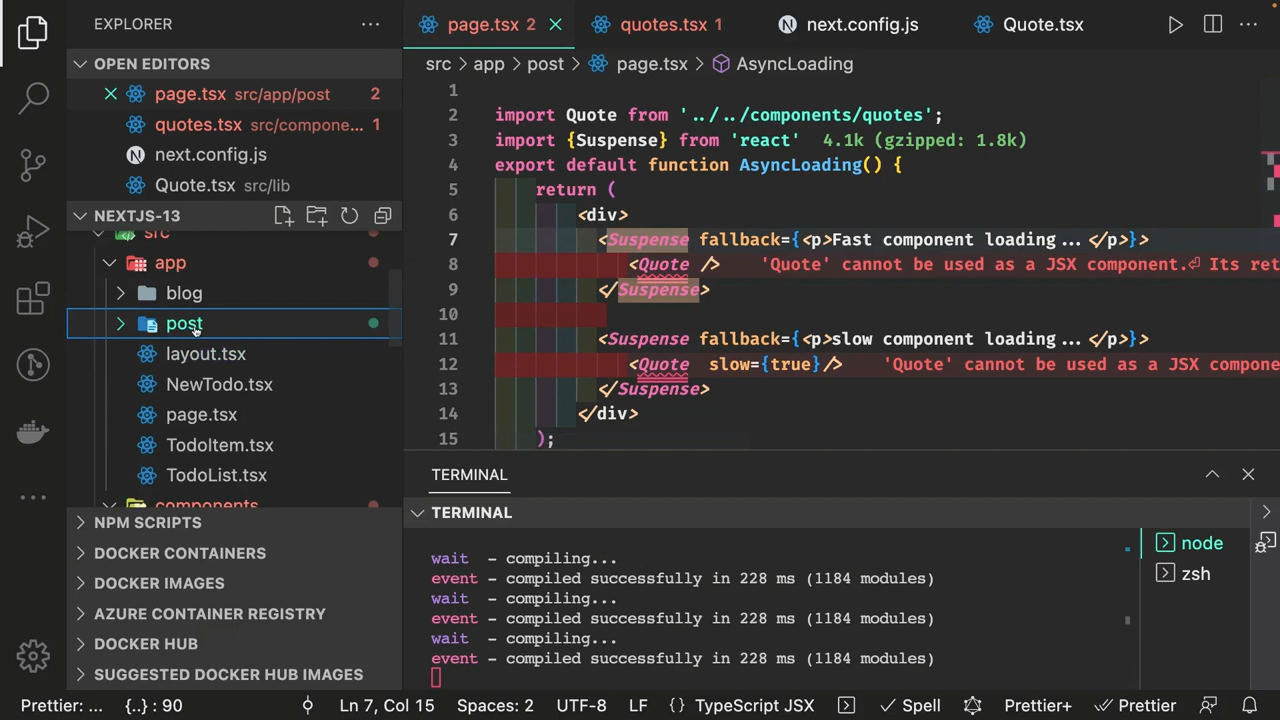 EXPLORER
OPEN EDITORS
page.tsx src/app/post 2
quotes.tsx src/compone... 1
next.config.js
Quote.tsx src/lib
NEXTJS-13
src
app
blog
post
layout.tsx
NewTodo.tsx
page.tsx
TodoItem.tsx
TodoList.tsx
components
NPM SCRIPTS
DOCKER CONTAINERS
DOCKER IMAGES
AZURE CONTAINER REGISTRY
DOCKER HUB
SUGGESTED DOCKER HUB IMAGES
page.tsx 2
quotes.tsx 1
next.config.js
Quote.tsx
src > app > post > page.tsx > AsyncLoading
1
2 import Quote from '../../components/quotes';
3 import {Suspense} from 'react' 4.1k (gzipped: 1.8k)
4 export default function AsyncLoading() {
5 return (
6 <div>
7 <Suspense fallback={<p>Fast component loading...</p>}>
8 <Quote /> 'Quote' cannot be used as a JSX component.⏎ Its ret
9 </Suspense>
10
11 <Suspense fallback={<p>slow component loading...</p>}>
12 <Quote slow={true}/> 'Quote' cannot be used as a JSX compone
13 </Suspense>
14 </div>
15 );
TERMINAL
TERMINAL
wait - compiling...
event - compiled successfully in 228 ms (1184 modules)
wait - compiling...
event - compiled successfully in 228 ms (1184 modules)
wait - compiling...
event - compiled successfully in 228 ms (1184 modules)
node
zsh
Prettier: ... {..} : 90 Ln 7, Col 15 Spaces: 2 UTF-8 LF {} TypeScript JSX Spell Prettier+ Prettier